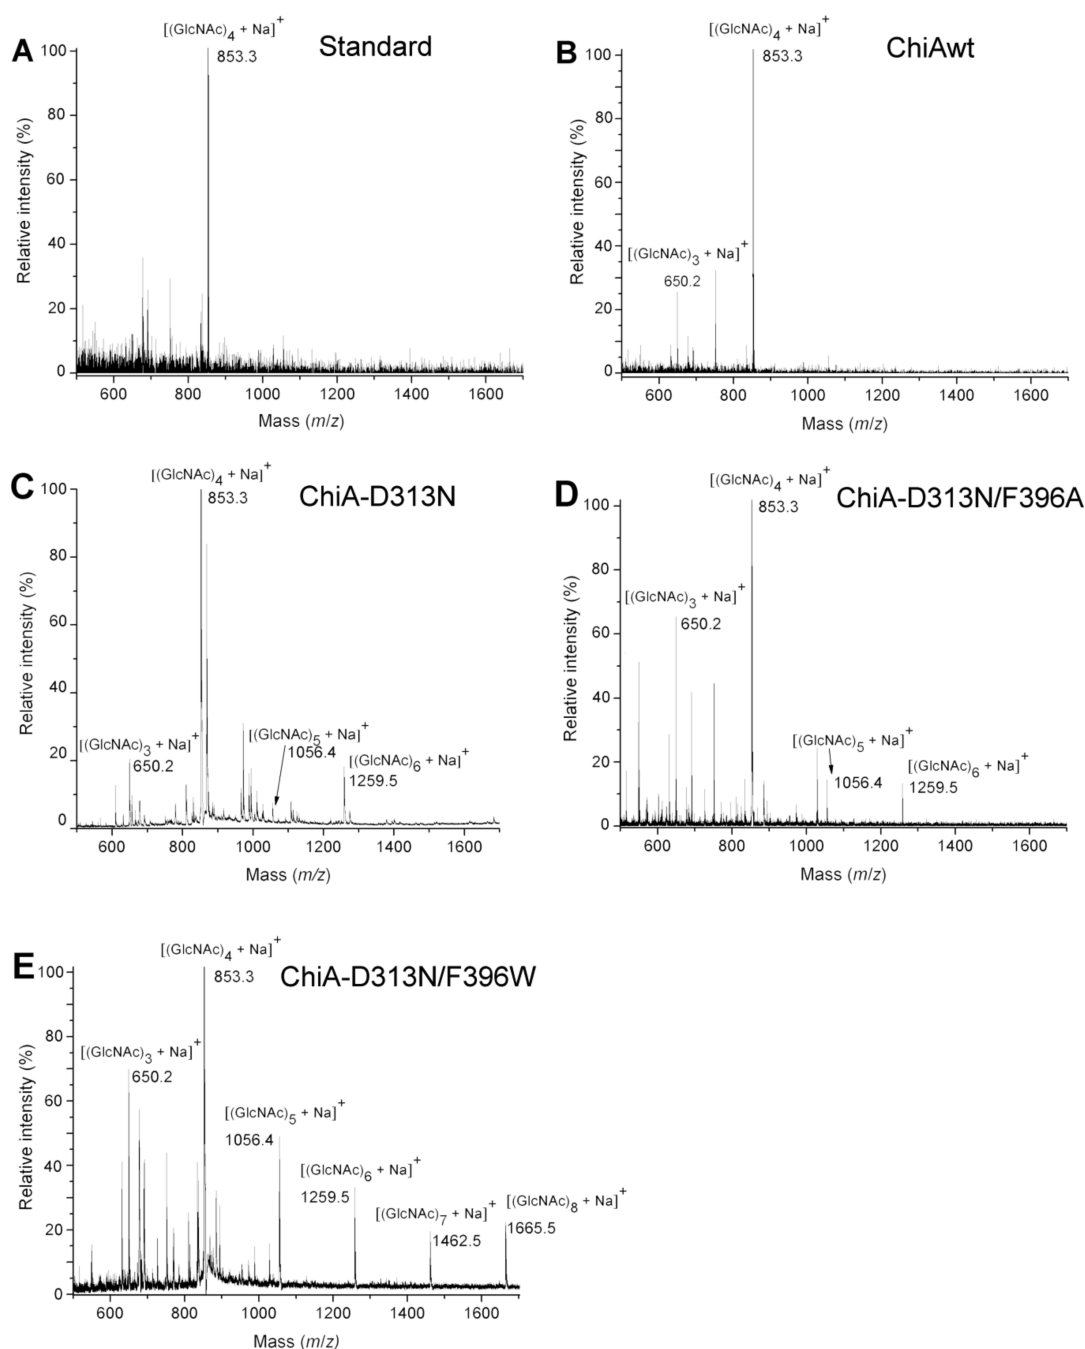 A
Standard
[(GlcNAc)4 + Na]+
853.3
Relative intensity (%)
100
80
60
40
20
0
600 800 1000 1200 1400 1600
Mass (m/z)
B
ChiAwt
[(GlcNAc)4 + Na]+
853.3
[(GlcNAc)3 + Na]+
650.2
Relative intensity (%)
100
80
60
40
20
0
600 800 1000 1200 1400 1600
Mass (m/z)
C
ChiA-D313N
[(GlcNAc)4 + Na]+
853.3
[(GlcNAc)3 + Na]+
650.2
[(GlcNAc)5 + Na]+
1056.4
[(GlcNAc)6 + Na]+
1259.5
Relative intensity (%)
100
80
60
40
20
0
600 800 1000 1200 1400 1600
Mass (m/z)
D
ChiA-D313N/F396A
[(GlcNAc)4 + Na]+
853.3
[(GlcNAc)3 + Na]+
650.2
[(GlcNAc)5 + Na]+
1056.4
[(GlcNAc)6 + Na]+
1259.5
Relative intensity (%)
100
80
60
40
20
0
600 800 1000 1200 1400 1600
Mass (m/z)
E
ChiA-D313N/F396W
[(GlcNAc)4 + Na]+
853.3
[(GlcNAc)3 + Na]+
650.2
[(GlcNAc)5 + Na]+
1056.4
[(GlcNAc)6 + Na]+
1259.5
[(GlcNAc)7 + Na]+
1462.5
[(GlcNAc)8 + Na]+
1665.5
Relative intensity (%)
100
80
60
40
20
0
600 800 1000 1200 1400 1600
Mass (m/z)